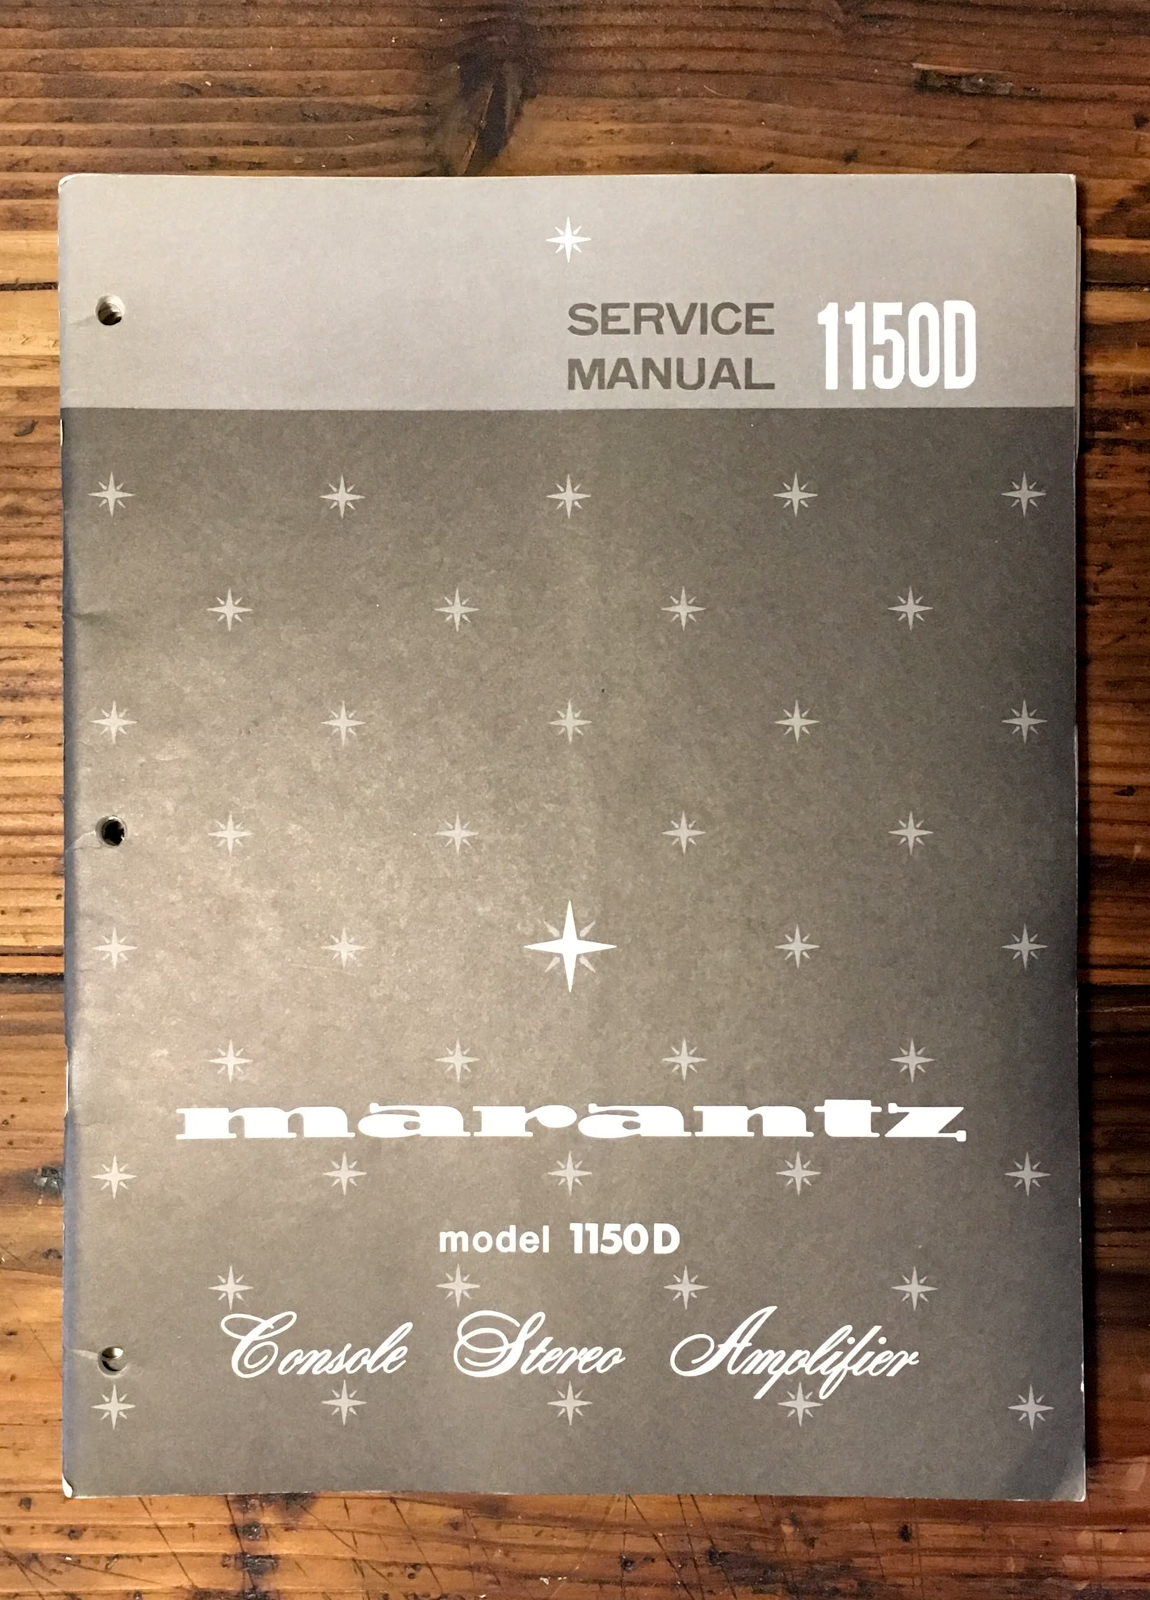 SERVICE
MANUAL 1150D
marantz
model 1150D
Console Stereo Amplifier